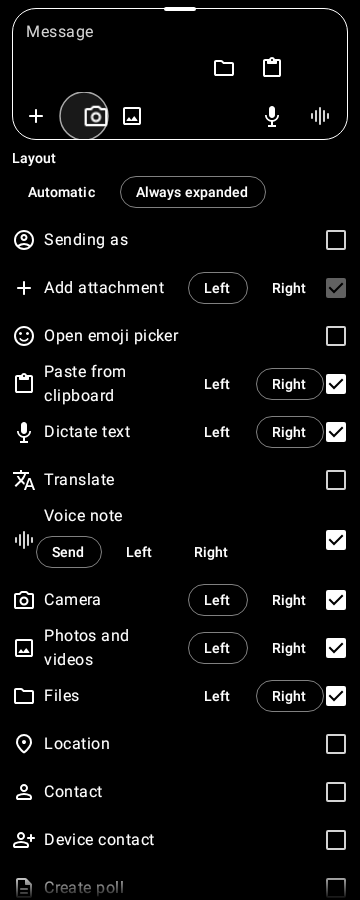 Message
Layout
Automatic Always expanded
Sending as
Add attachment Left Right
Open emoji picker
Paste from
clipboard Left Right
Dictate text Left Right
Translate
Voice note
Send Left Right
Camera Left Right
Photos and
videos Left Right
Files Left Right
Location
Contact
Device contact
Create poll